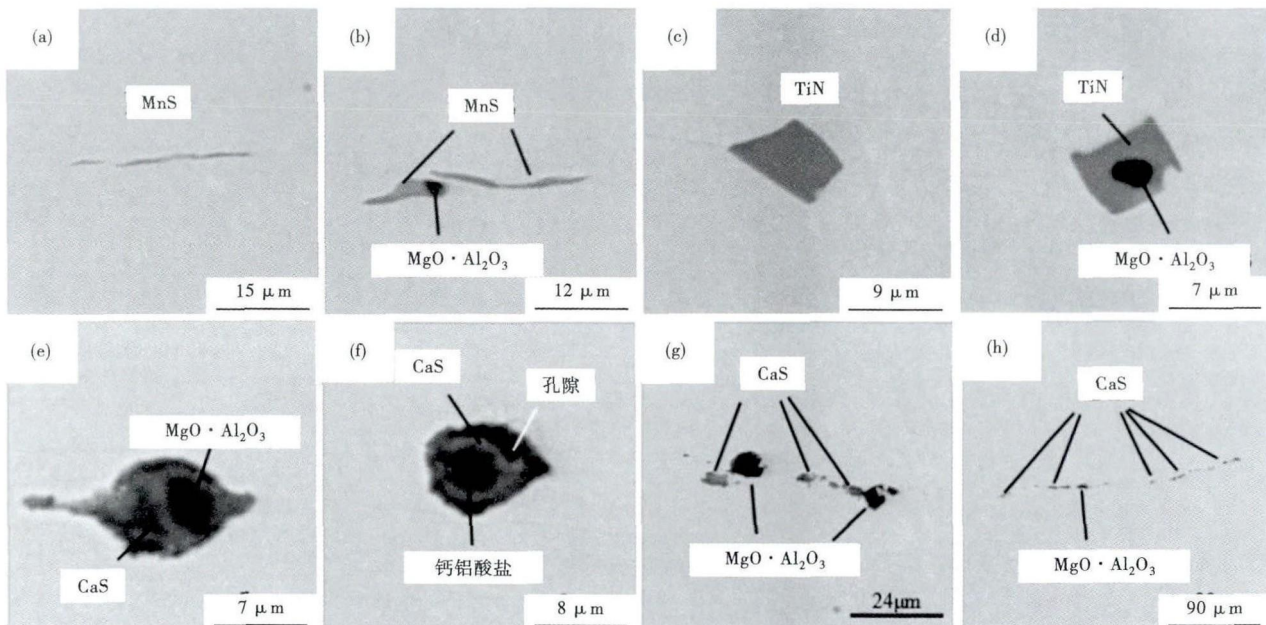 (a)
MnS
15 μm
(b)
MnS
MgO · Al₂O₃
12 μm
(c)
TiN
9 μm
(d)
TiN
MgO · Al₂O₃
7 μm
(e)
MgO · Al₂O₃
CaS
7 μm
(f)
CaS
孔隙
钙铝酸盐
8 μm
(g)
CaS
MgO · Al₂O₃
24μm
(h)
CaS
MgO · Al₂O₃
90 μm